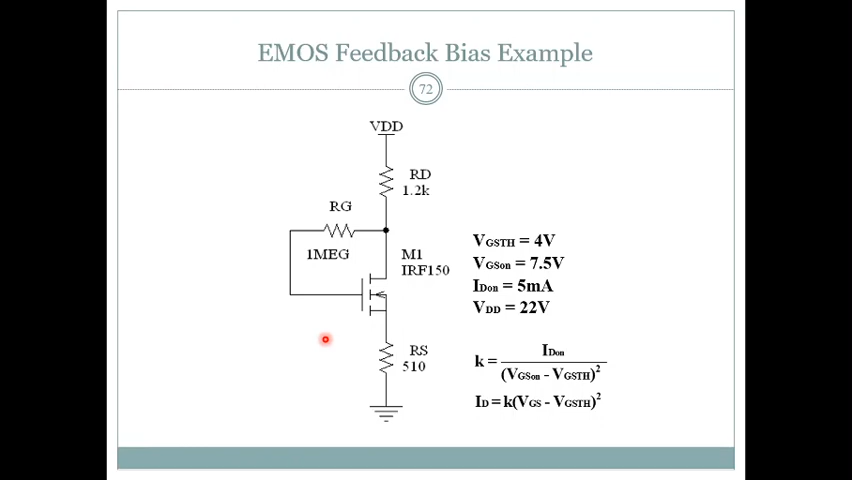 EMOS Feedback Bias Example
72
VDD
RD
1.2k
RG
1MEG
M1
IRF150
RS
510
VGSTH = 4V
VGSon = 7.5V
IDon = 5mA
VDD = 22V
k = IDon
(VGSon - VGSTH)²
ID = k(VGS - VGSTH)²